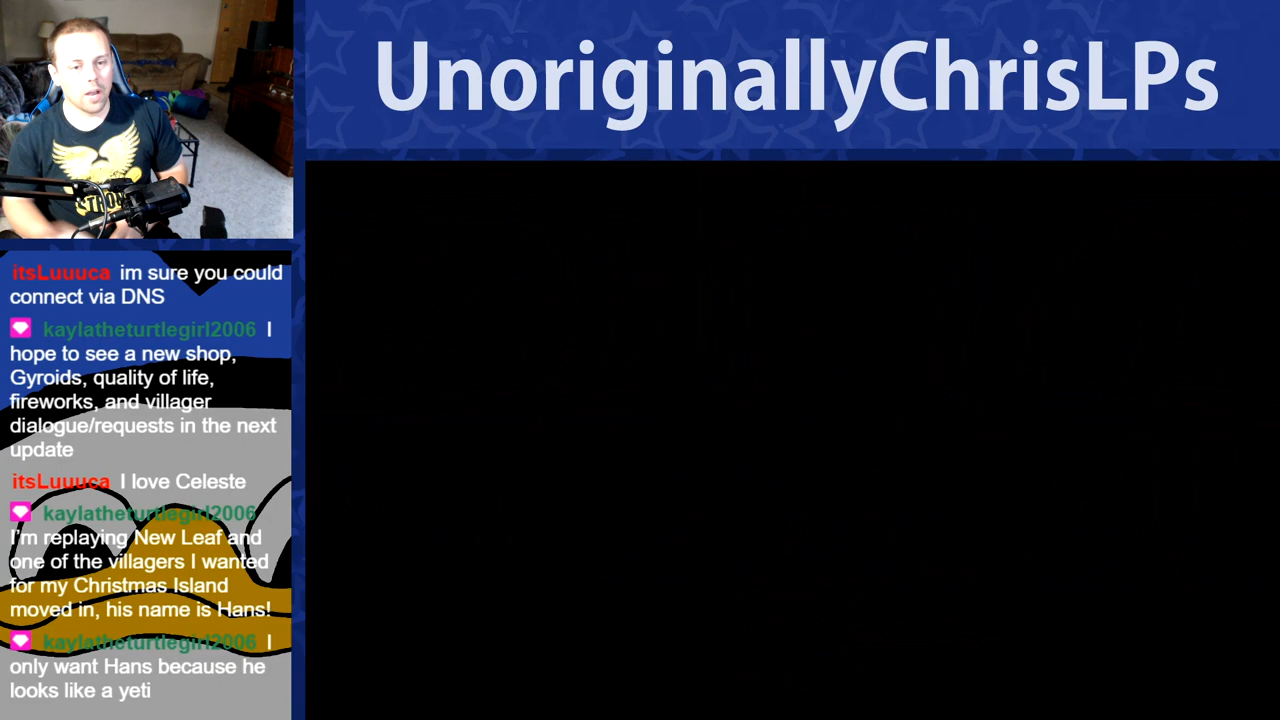 UnoriginallyChrisLPs
STRO
itsLuuuca im sure you could
connect via DNS
kaylatheturtlegirl2006 I
hope to see a new shop,
Gyroids, quality of life,
fireworks, and villager
dialogue/requests in the next
update
itsLuuuca I love Celeste
kaylatheturtlegirl2006
I'm replaying New Leaf and
one of the villagers I wanted
for my Christmas Island
moved in, his name is Hans!
kaylatheturtlegirl2006 I
only want Hans because he
looks like a yeti